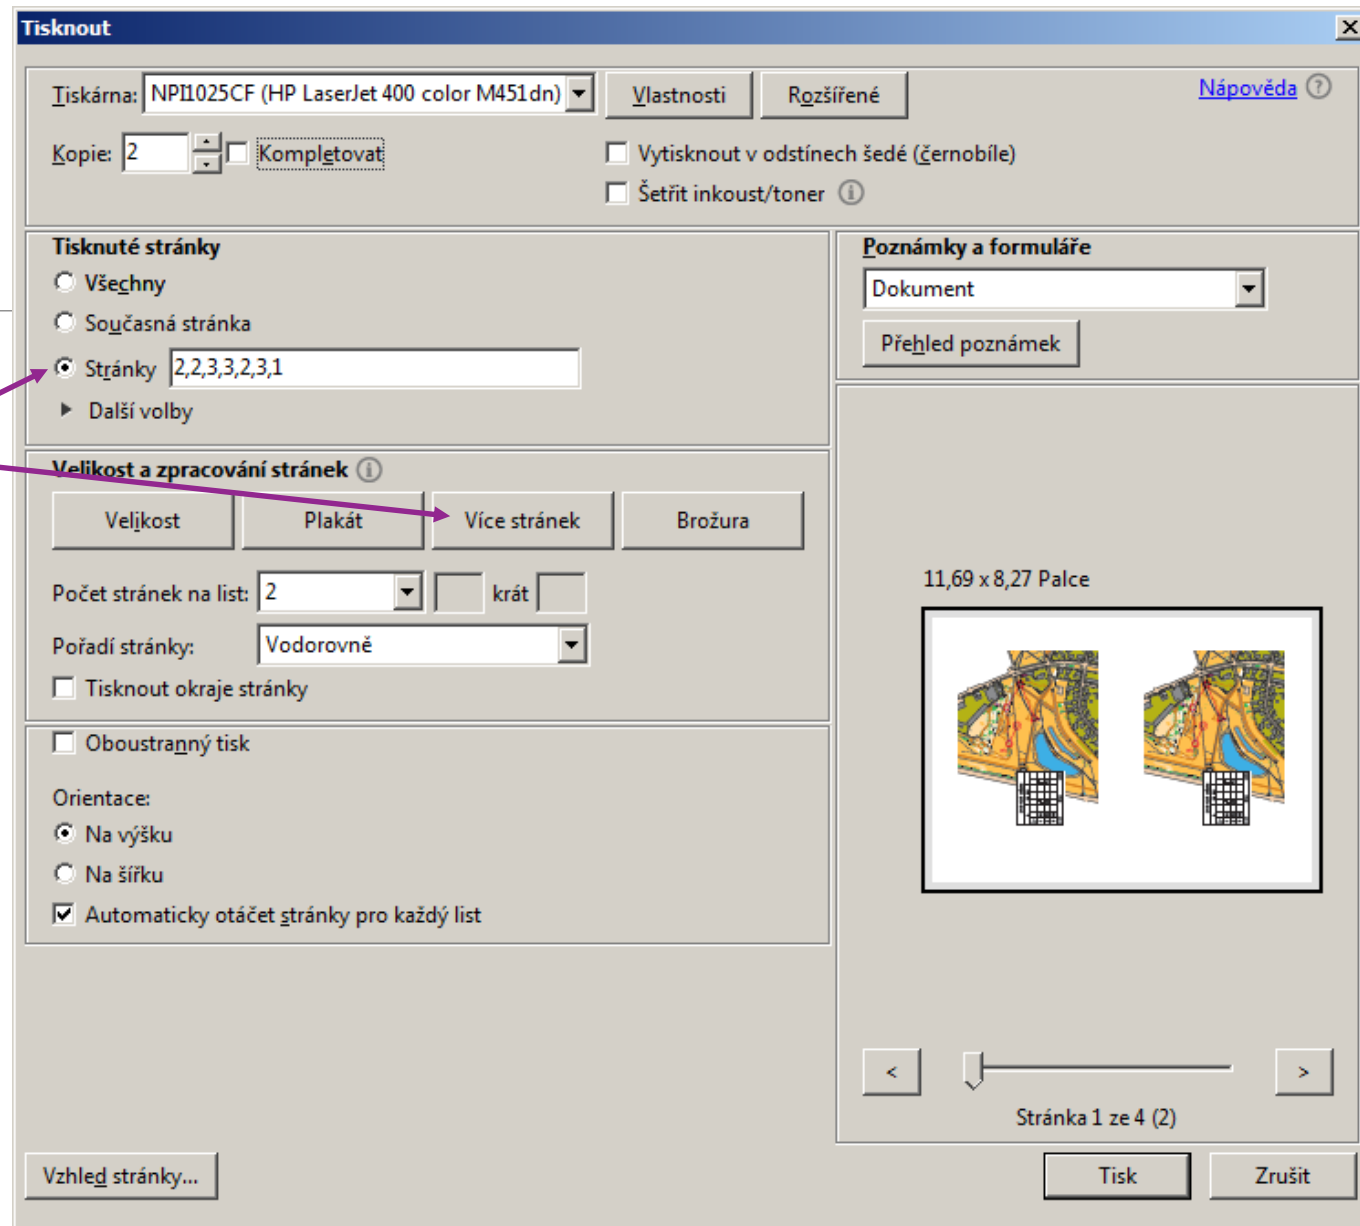 Tisknout
Tiskárna: NPI1025CF (HP LaserJet 400 color M451dn) Vlastnosti Rozšířené Nápověda ?
Kopie: 2 Kompletovat Vytisknout v odstínech šedé (černobíle)
Šetřit inkoust/toner
Tisknuté stránky
Všechny
Současná stránka
Stránky 2,2,3,3,2,3,1
Další volby
Poznámky a formuláře
Dokument
Přehled poznámek
Velikost a zpracování stránek
Velikost Plakát Více stránek Brožura
Počet stránek na list: 2 krát
Pořadí stránky: Vodorovně
Tisknout okraje stránky
Oboustranný tisk
Orientace:
Na výšku
Na šířku
Automaticky otáčet stránky pro každý list
11,69 x 8,27 Palce
< >
Stránka 1 ze 4 (2)
Vzhled stránky... Tisk Zrušit